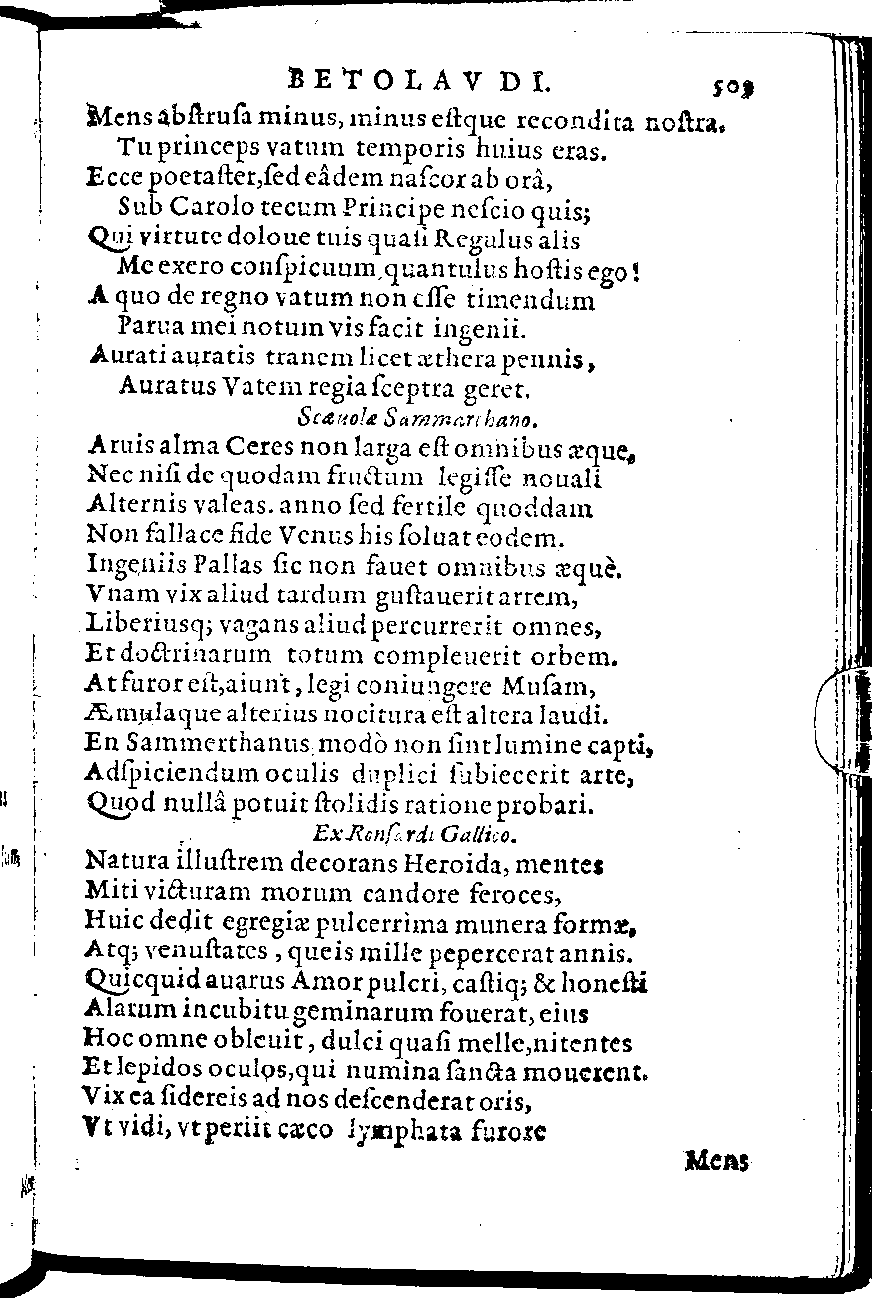 BETOLAVDI. 509
Mens abſtruſa minus, minus eſtque recondita noſtra.
Tu princeps vatum temporis huius eras.
Ecce poetaſter, ſed eâdem naſcor ab orâ,
Sub Carolo tecum Principe neſcio quis;
Qui virtute doloue tuis quaſi Regulus alis
Me exero conſpicuum, quantulus hoſtis ego!
A quo de regno vatum non eſſe timendum
Parua mei notum vis facit ingenii.
Aurati auratis tranem licet æthera pennis,
Auratus Vatem regia ſceptra geret.
Scæuolæ Sammarthano.
Aruis alma Ceres non larga eſt omnibus æque,
Nec niſi de quodam fructum legiſſe nouali
Alternis valeas. anno ſed fertile quoddam
Non fallace fide Venus his ſoluat eodem.
Ingeniis Pallas ſic non fauet omnibus æquè.
Vnam vix aliud tardum guſtauerit artem,
Liberiusq; vagans aliud percurrerit omnes,
Et doctrinarum totum compleuerit orbem.
At furor eſt, aiunt, legi coniungere Muſam,
Æmulaque alterius nocitura eſt altera laudi.
En Sammerthanus modò non ſint lumine capti,
Adſpiciendum oculis duplici ſubiecerit arte,
Quod nullâ potuit ſtolidis ratione probari.
Ex Ronſardi Gallico.
Natura illuſtrem decorans Heroida, mentes
Miti victuram morum candore feroces,
Huic dedit egregiæ pulcerrima munera formæ,
Atq; venuſtates, queis mille pepercerat annis.
Quicquid auarus Amor pulcri, caſtiq; & honeſti
Alarum incubitu geminarum fouerat, eius
Hoc omne obleuit, dulci quaſi melle, nitentes
Et lepidos oculos, qui numina ſancta mouerent.
Vix ea ſidereis ad nos deſcenderat oris,
Vt vidi, vt periit cæco lymphata furore
Mens